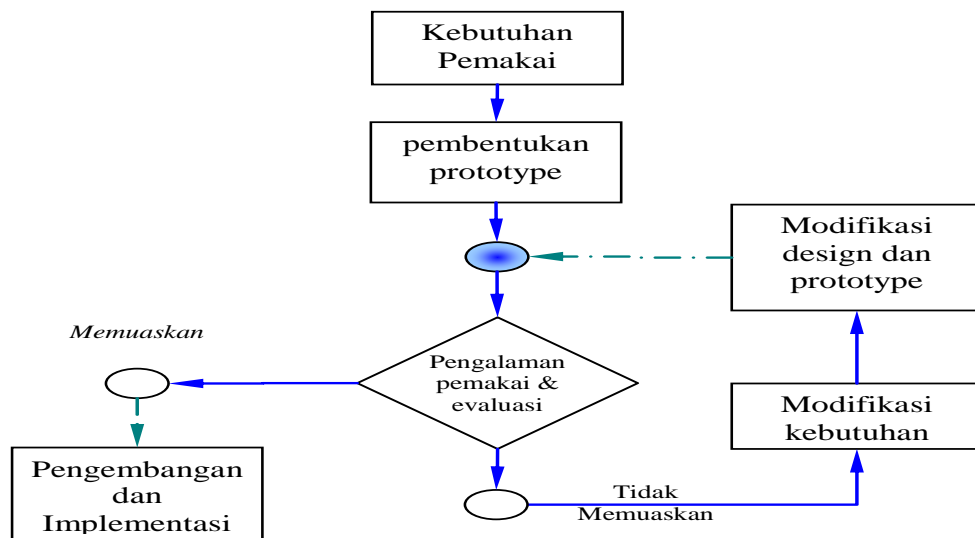 Kebutuhan
Pemakai
pembentukan
prototype
Modifikasi
design dan
prototype
Memuaskan
Pengalaman
pemakai &
evaluasi
Modifikasi
kebutuhan
Pengembangan
dan
Implementasi
Tidak
Memuaskan